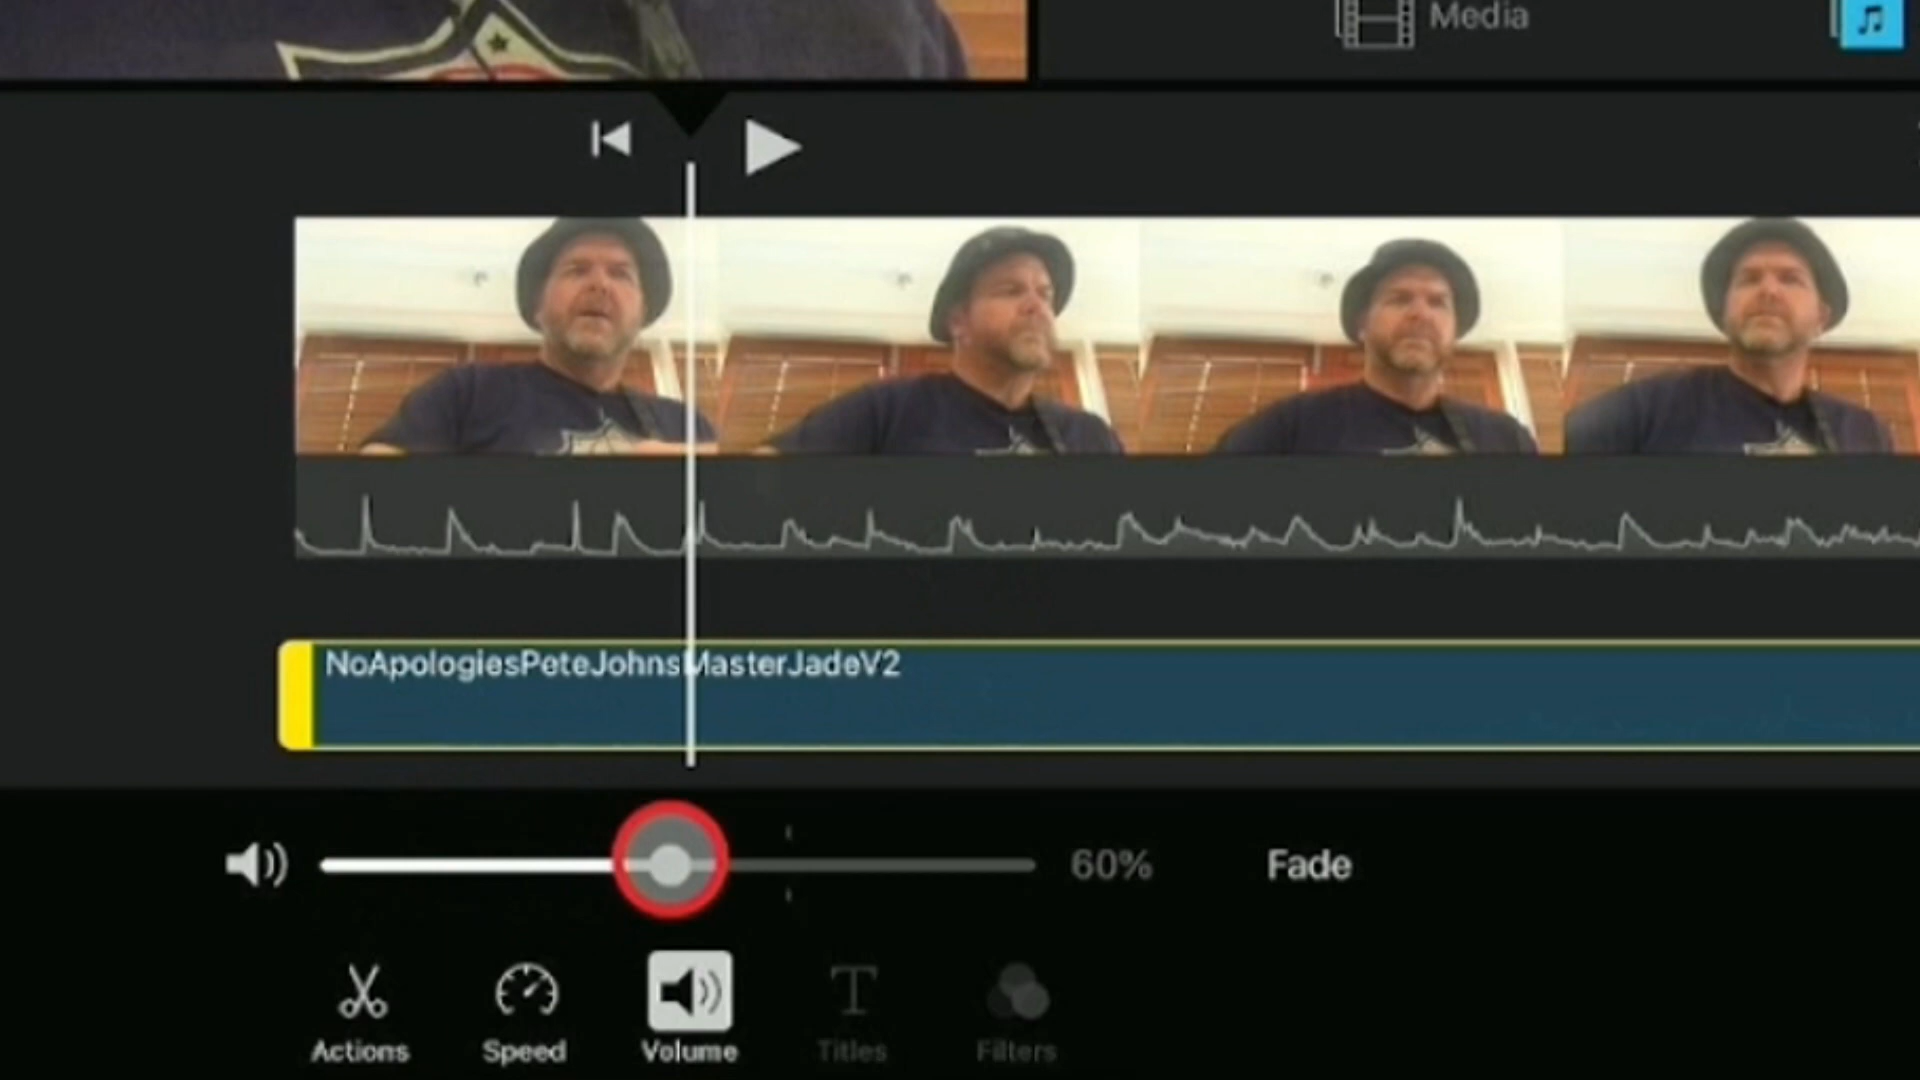 Media
NoApologiesPeteJohnsMasterJadeV2
60%
Fade
Actions
Speed
Volume
Titles
Filters